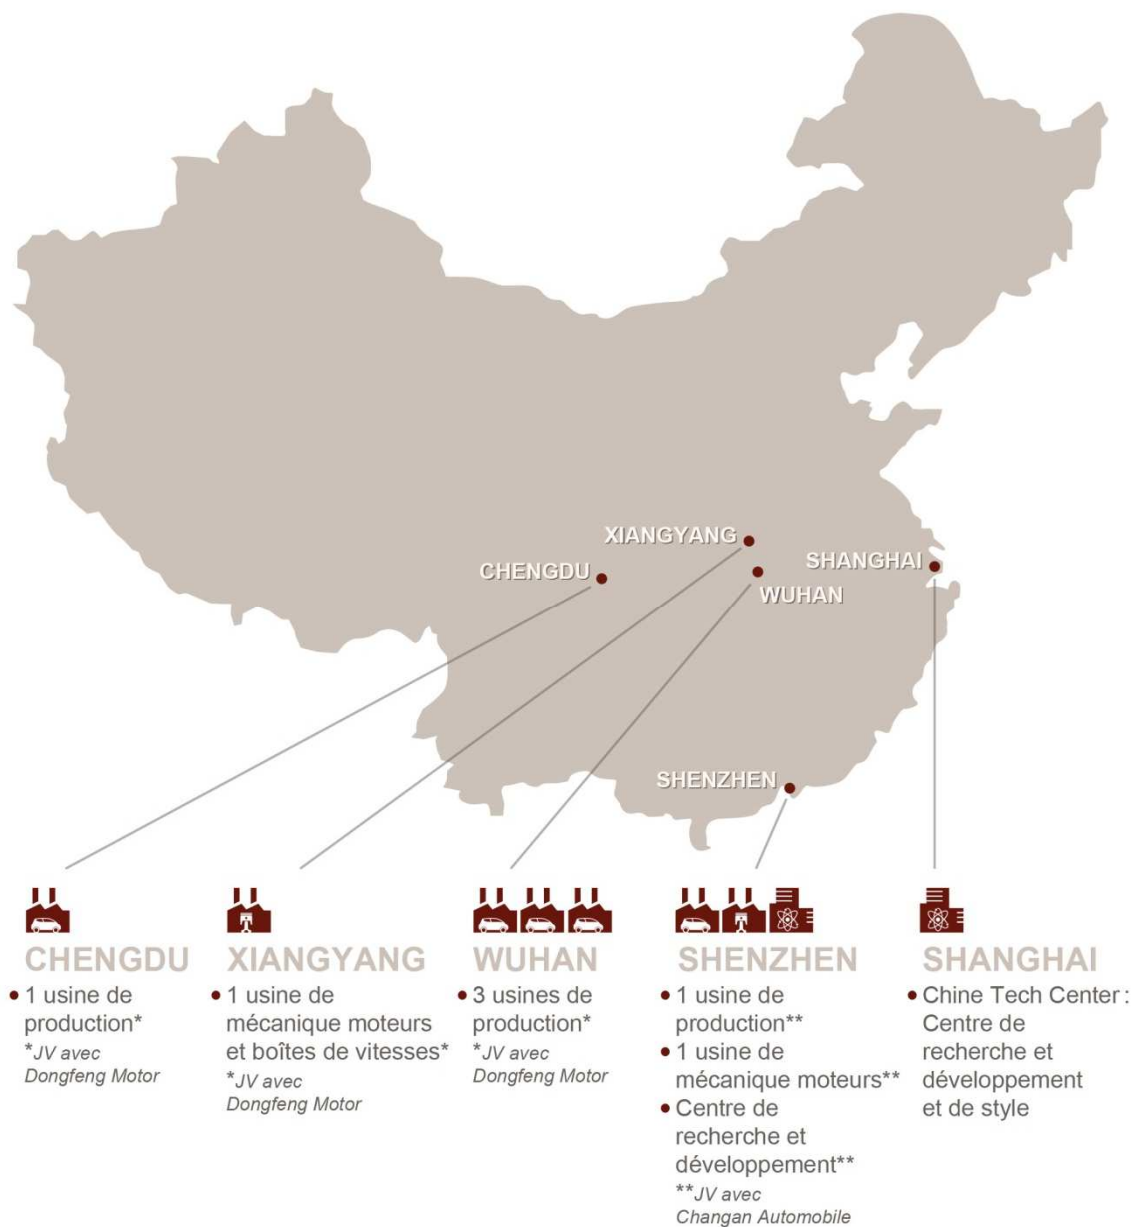 XIANGYANG
CHENGDU
SHANGHAI
WUHAN
SHENZHEN
CHENGDU
• 1 usine de
production*
*JV avec
Dongfeng Motor
XIANGYANG
• 1 usine de
mécanique moteurs
et boîtes de vitesses*
*JV avec
Dongfeng Motor
WUHAN
• 3 usines de
production*
*JV avec
Dongfeng Motor
SHENZHEN
• 1 usine de
production**
• 1 usine de
mécanique moteurs**
• Centre de
recherche et
développement**
**JV avec
Changan Automobile
SHANGHAI
• Chine Tech Center :
Centre de
recherche et
développement
et de style